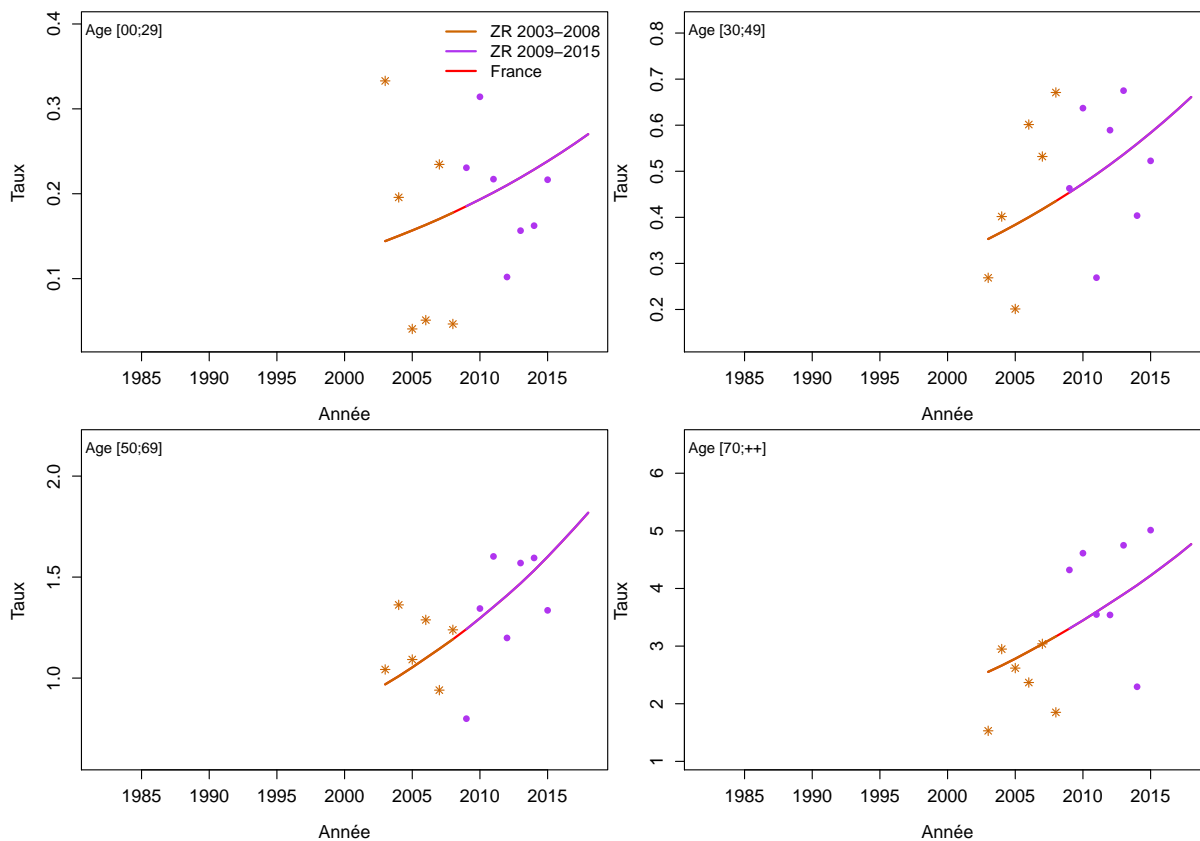 Age [00;29]
ZR 2003–2008
ZR 2009–2015
France
Taux
0.1
0.2
0.3
0.4
1985 1990 1995 2000 2005 2010 2015
Année
Age [30;49]
Taux
0.2
0.3
0.4
0.5
0.6
0.7
0.8
1985 1990 1995 2000 2005 2010 2015
Année
Age [50;69]
Taux
1.0
1.5
2.0
1985 1990 1995 2000 2005 2010 2015
Année
Age [70;++]
Taux
1
2
3
4
5
6
1985 1990 1995 2000 2005 2010 2015
Année